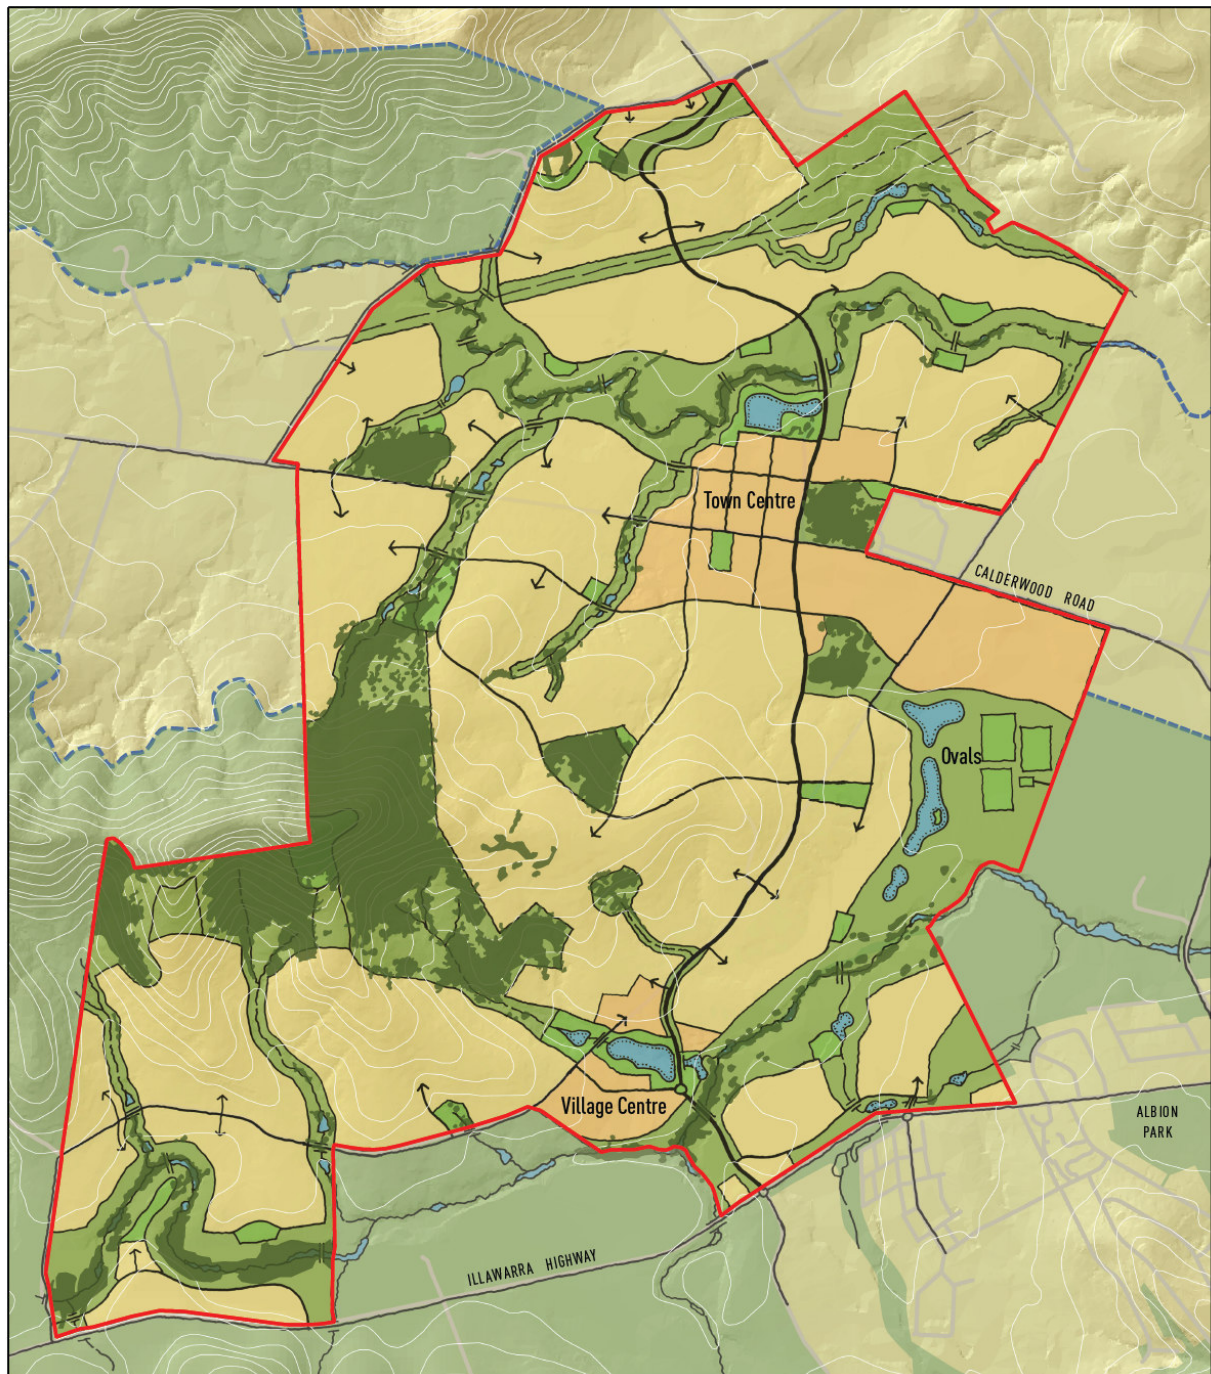 Town Centre
CALDERWOOD ROAD
Ovals
Village Centre
ALBION
PARK
ILLAWARRA HIGHWAY